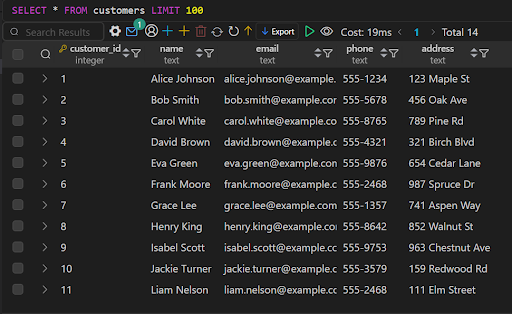 SELECT * FROM customers LIMIT 100
Search Results 1 Export Cost: 19ms 1 Total 14
customer_id name email phone address
integer text text text text
1 Alice Johnson alice.johnson@example. 555-1234 123 Maple St
2 Bob Smith bob.smith@example.com 555-5678 456 Oak Ave
3 Carol White carol.white@example.co 555-8765 789 Pine Rd
4 David Brown david.brown@example.c 555-4321 321 Birch Blvd
5 Eva Green eva.green@example.com 555-9876 654 Cedar Lane
6 Frank Moore frank.moore@example.c 555-2468 987 Spruce Dr
7 Grace Lee grace.lee@example.com 555-1357 741 Aspen Way
8 Henry King henry.king@example.con 555-8642 852 Walnut St
9 Isabel Scott isabel.scott@example.cc 555-9753 963 Chestnut Ave
10 Jackie Turner jackie.turner@example.c 555-3579 159 Redwood Rd
11 Liam Nelson liam.nelson@example.co 555-2468 111 Elm Street